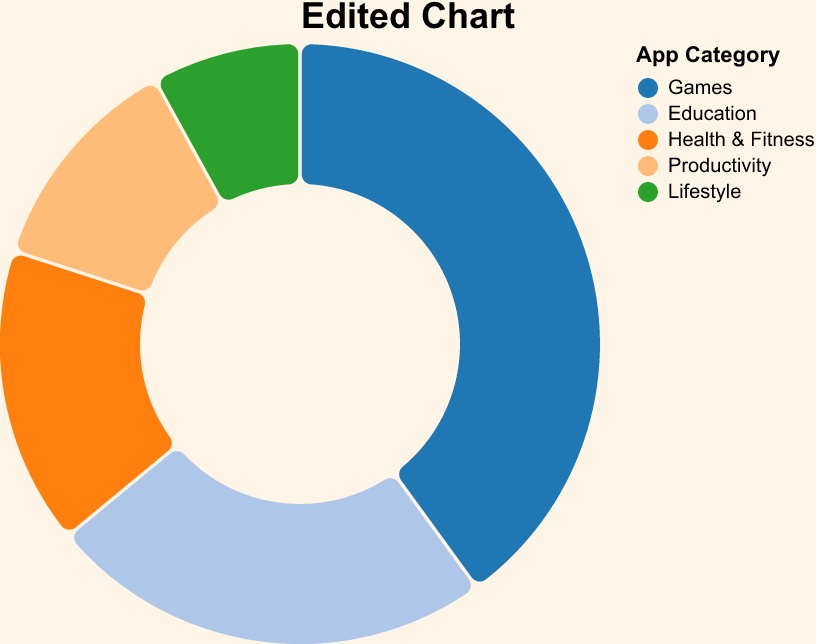 Edited Chart
App Category
Games
Education
Health & Fitness
Productivity
Lifestyle